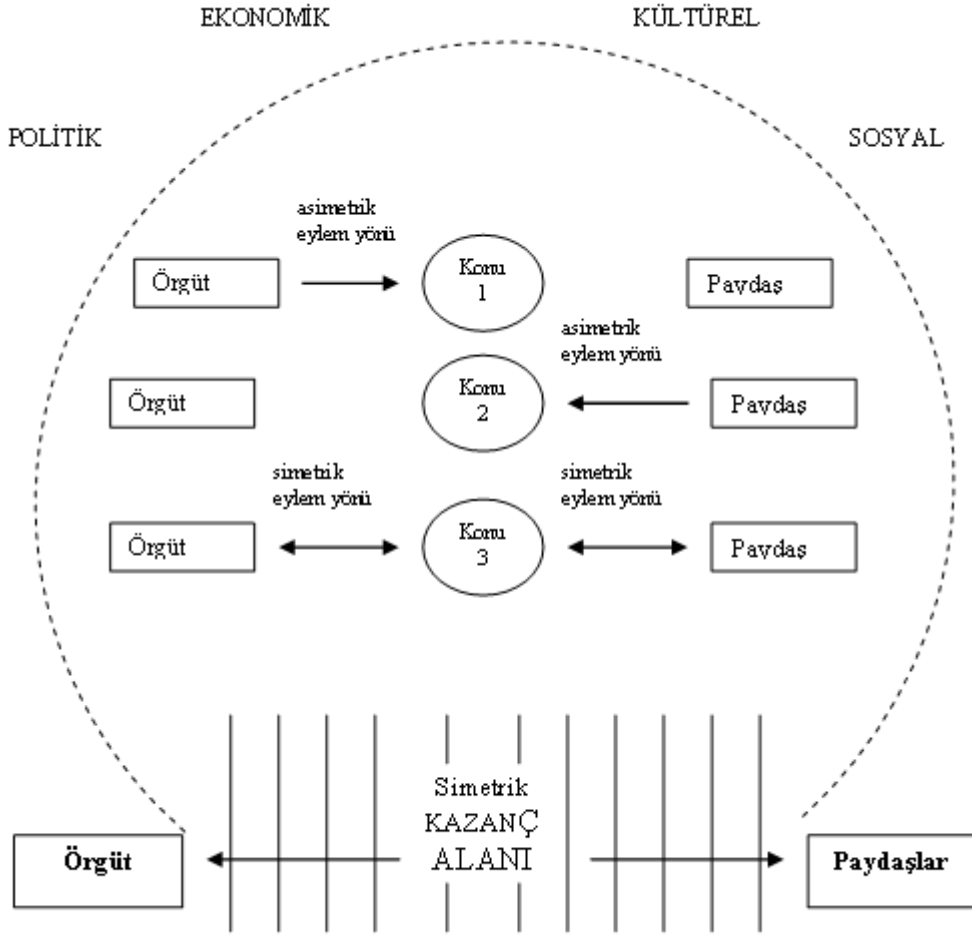 EKONOMİK
KÜLTÜREL
POLİTİK
SOSYAL
asimetrik
eylem yönü
Örgüt
Konu
1
Paydaş
asimetrik
eylem yönü
Örgüt
Konu
2
Paydaş
simetrik
eylem yönü
simetrik
eylem yönü
Örgüt
Konu
3
Paydaş
Simetrik
KAZANÇ
ALANI
Örgüt
Paydaşlar